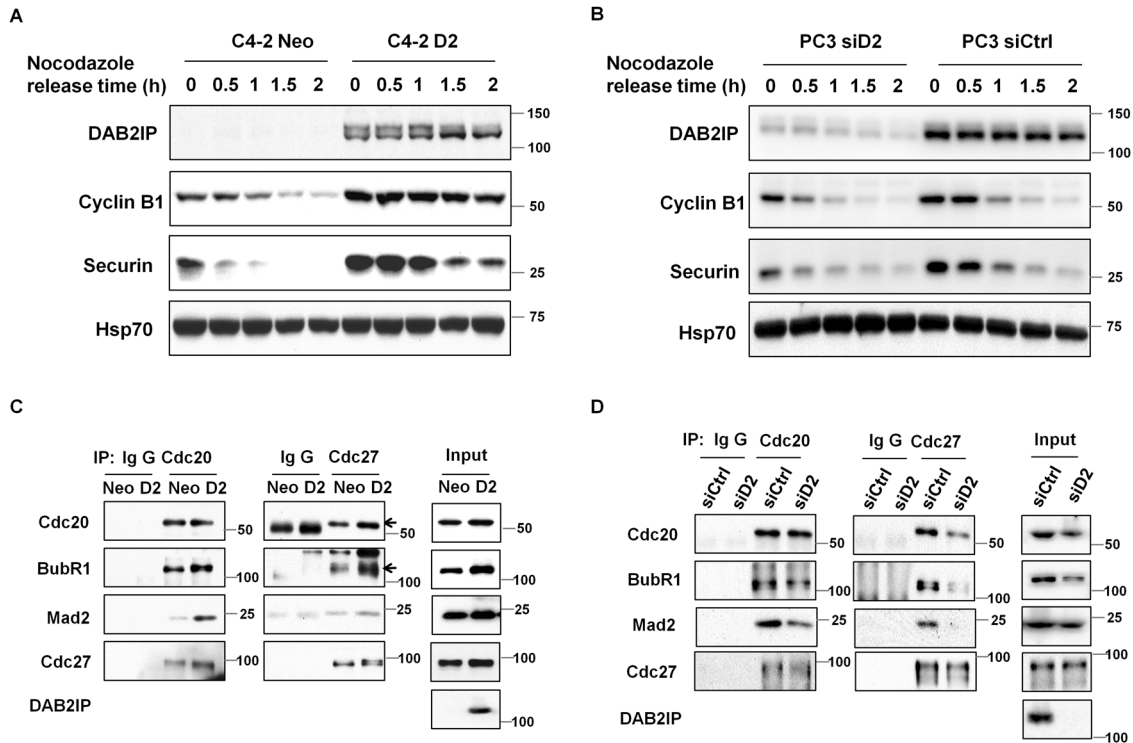 A
C4-2 Neo C4-2 D2
Nocodazole
release time (h) 0 0.5 1 1.5 2 0 0.5 1 1.5 2
DAB2IP 150
100
Cyclin B1 50
Securin 25
Hsp70 75
B
PC3 siD2 PC3 siCtrl
Nocodazole
release time (h) 0 0.5 1 1.5 2 0 0.5 1 1.5 2
DAB2IP 150
100
Cyclin B1 50
Securin 25
Hsp70 75
C
IP: Ig G Cdc20 Ig G Cdc27 Input
Neo D2 Neo D2 Neo D2 Neo D2 Neo D2
Cdc20 50 50 50
BubR1 100 100 100
Mad2 25 25 25
Cdc27 100 100 100
DAB2IP 100
D
IP: Ig G Cdc20 Ig G Cdc27 Input
siCtrl siD2 siCtrl siD2 siCtrl siD2 siCtrl siD2 siCtrl siD2
Cdc20 50 50
BubR1 100 100
Mad2 25 25
Cdc27 100 100 100
DAB2IP 100